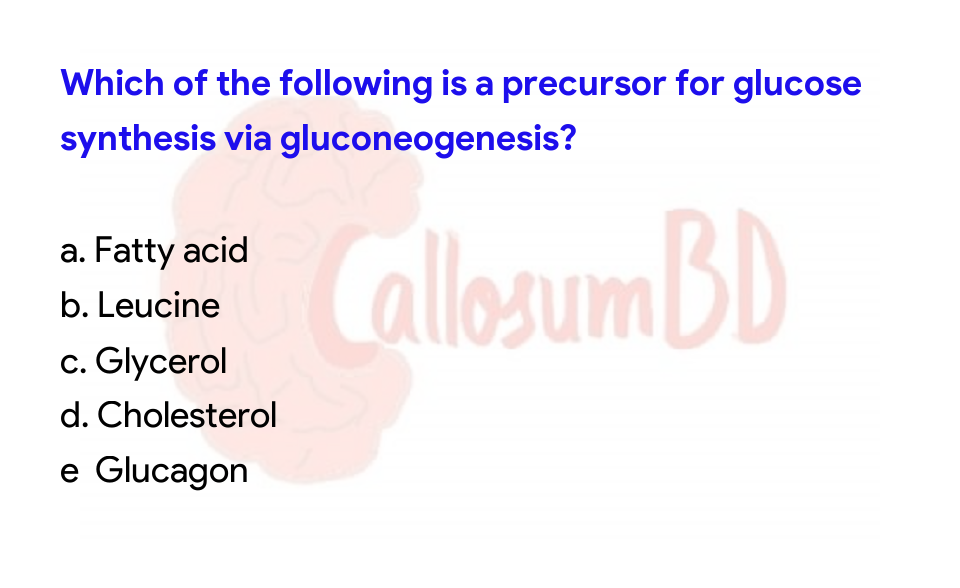 Which of the following is a precursor for glucose
synthesis via gluconeogenesis?
a. Fatty acid
b. Leucine
CallosumBD
c. Glycerol
d. Cholesterol
e Glucagon